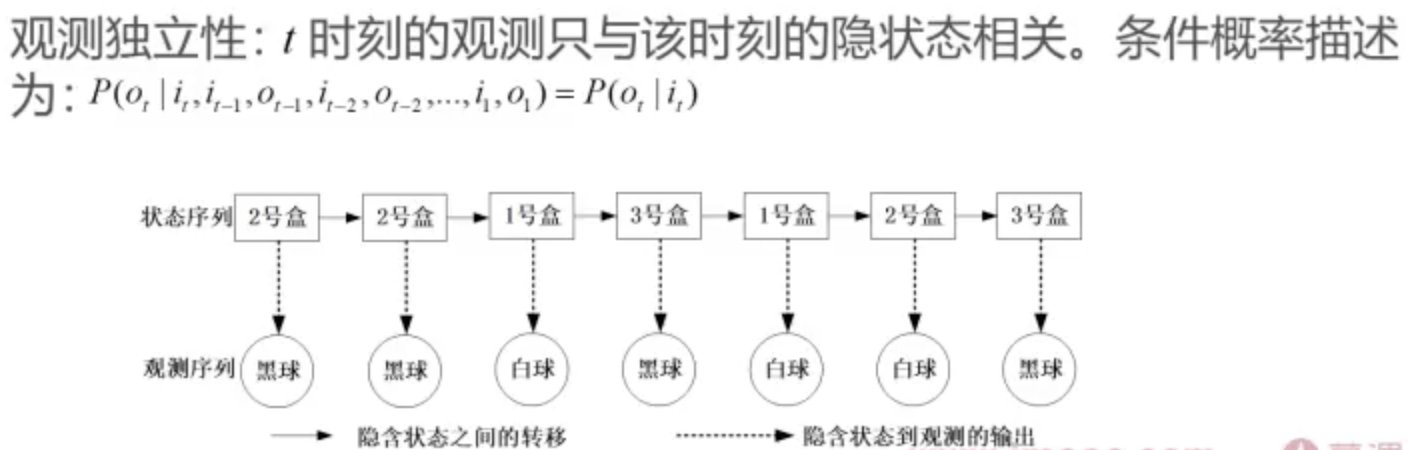 观测独立性：t 时刻的观测只与该时刻的隐状态相关。条件概率描述
为：P(o_t | i_t, i_{t-1}, o_{t-1}, i_{t-2}, o_{t-2}, ..., i_1, o_1) = P(o_t | i_t)
状态序列 2号盒 2号盒 1号盒 3号盒 1号盒 2号盒 3号盒
观测序列 黑球 黑球 白球 黑球 白球 白球 黑球
隐含状态之间的转移 隐含状态到观测的输出